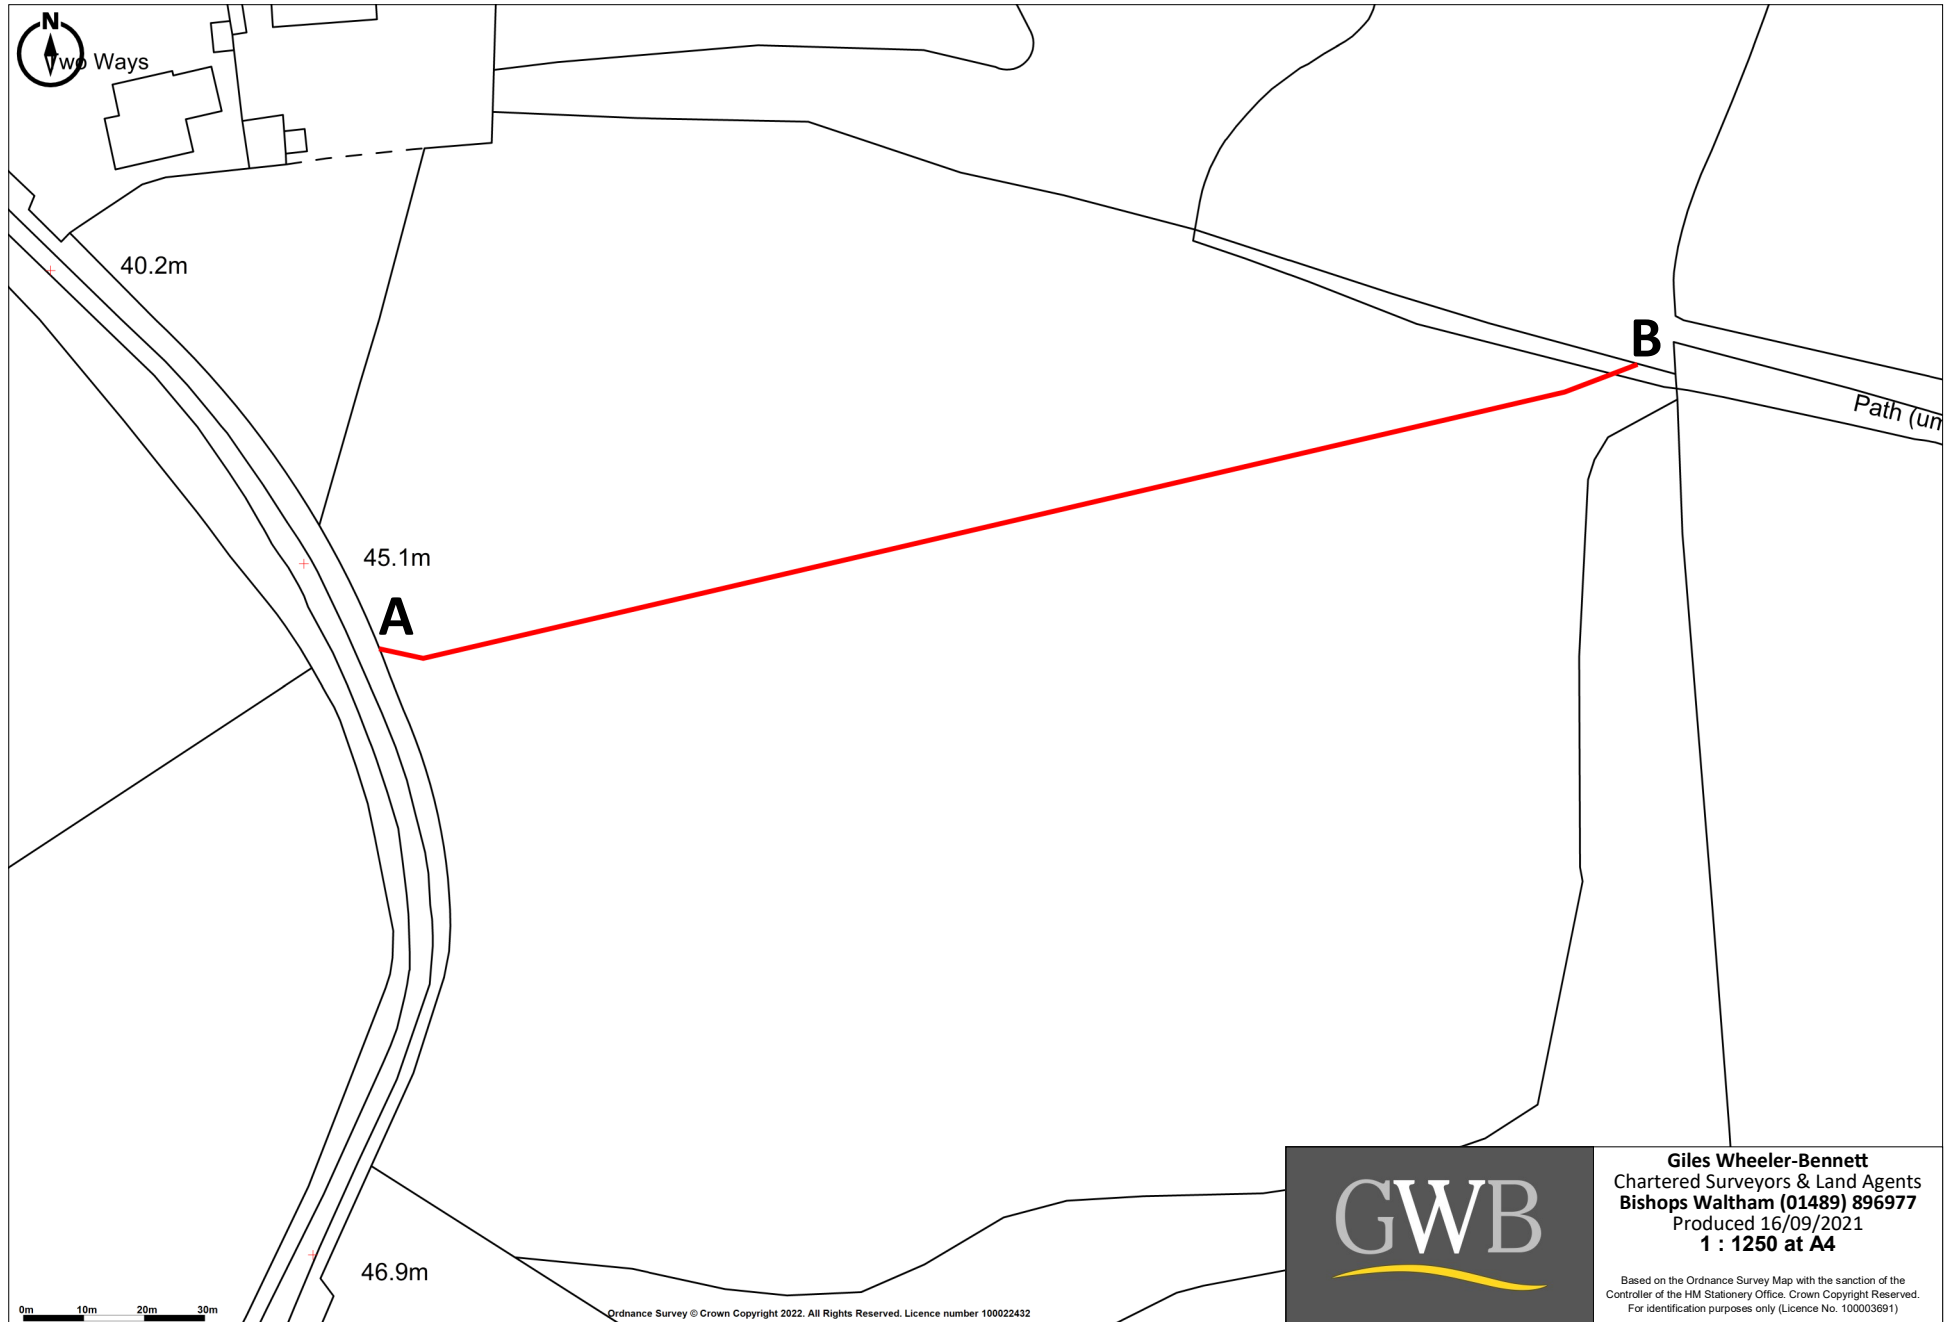 N
Two Ways
40.2m
B
Path (un
45.1m
A
46.9m
GWB
Giles Wheeler-Bennett
Chartered Surveyors & Land Agents
Bishops Waltham (01489) 896977
Produced 16/09/2021
1 : 1250 at A4
Based on the Ordnance Survey Map with the sanction of the
Controller of the HM Stationery Office. Crown Copyright Reserved.
For identification purposes only (Licence No. 100003691)
0m 10m 20m 30m
Ordnance Survey © Crown Copyright 2022. All Rights Reserved. Licence number 100022432